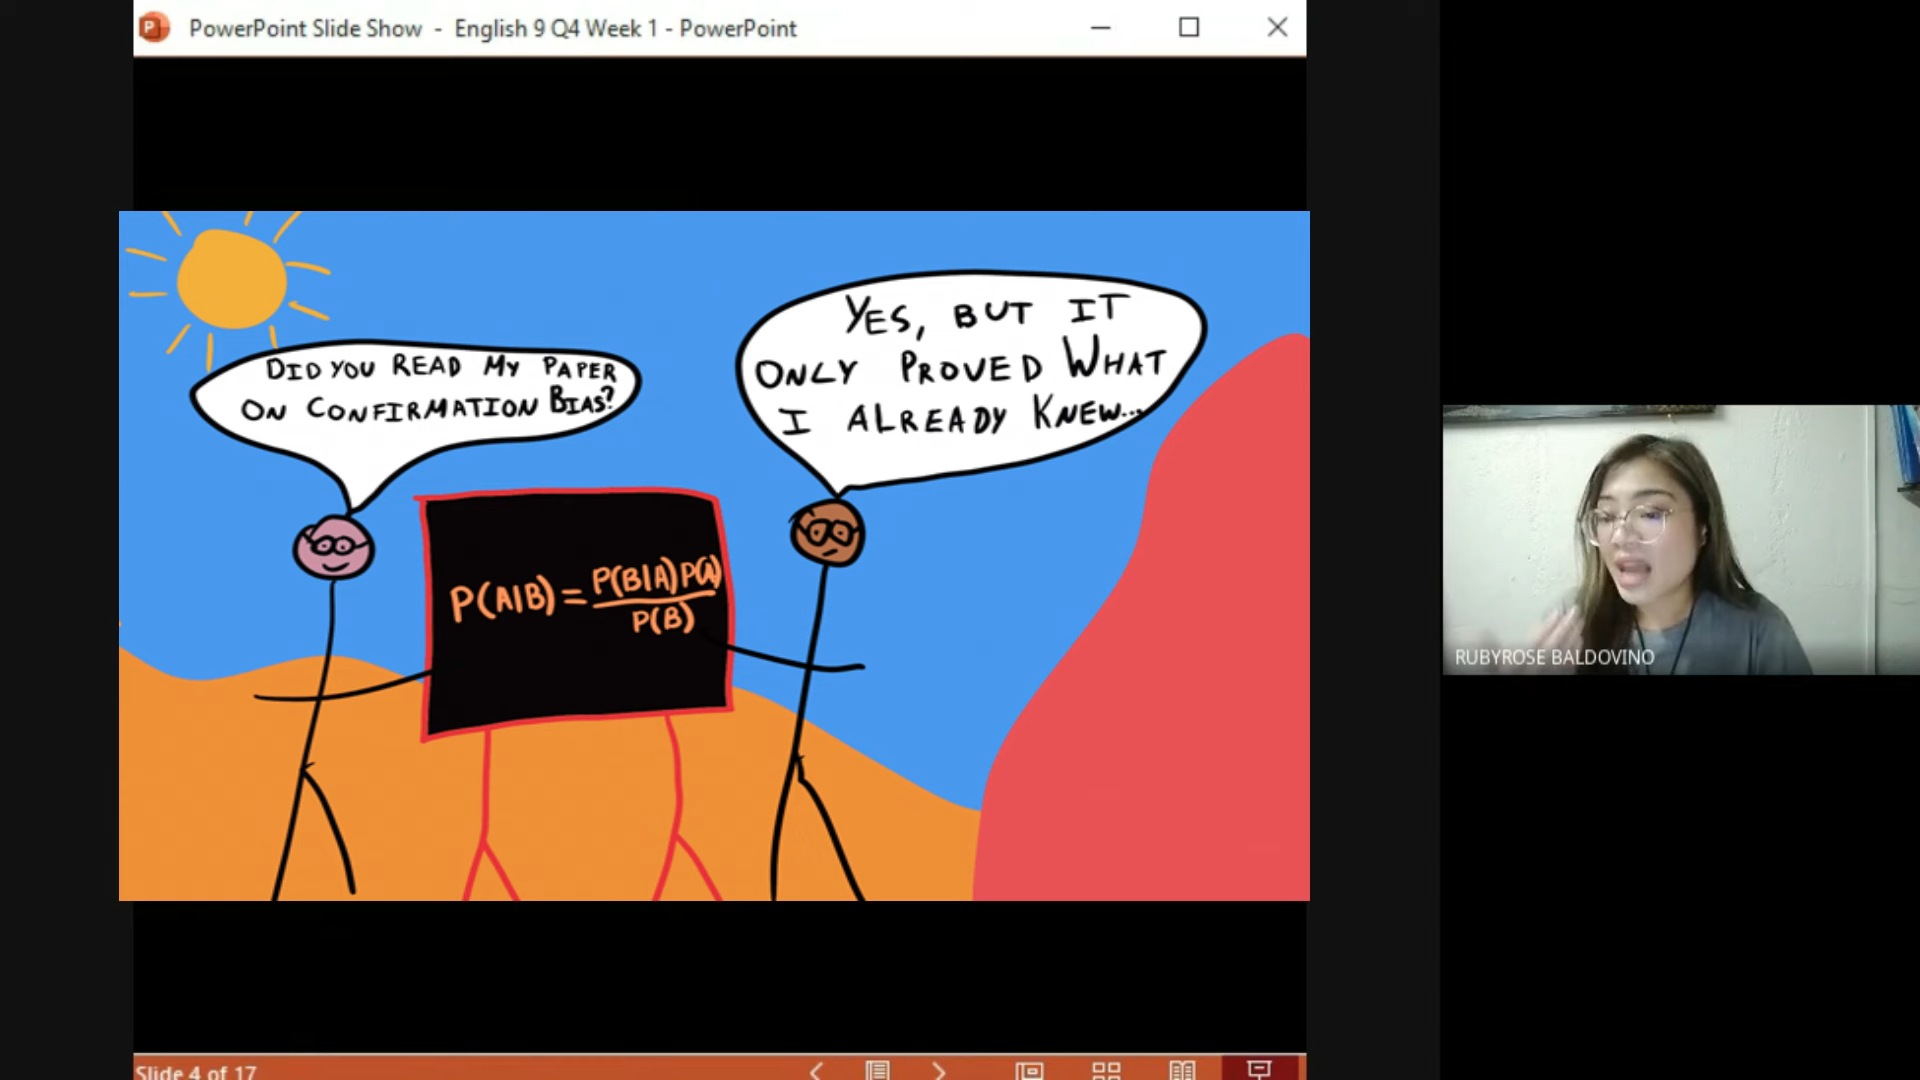 PowerPoint Slide Show - English 9 Q4 Week 1 - PowerPoint
DID YOU READ MY PAPER
ON CONFIRMATION BIAS?
YES, BUT IT
ONLY PROVED WHAT
I ALREADY KNEW...
P(A|B) = P(B|A)P(A)
P(B)
RUBYROSE BALDOVINO
Slide 4 of 17